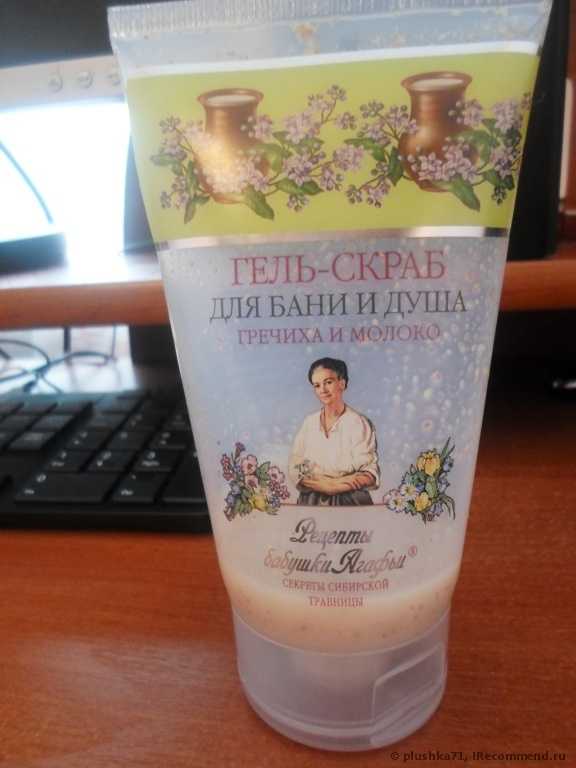 ГЕЛЬ-СКРАБ
ДЛЯ БАНИ И ДУША
ГРЕЧИХА И МОЛОКО
Рецепты
бабушки Агафьи®
СЕКРЕТЫ СИБИРСКОЙ
ТРАВНИЦЫ
© plushka71, IRecommend.ru